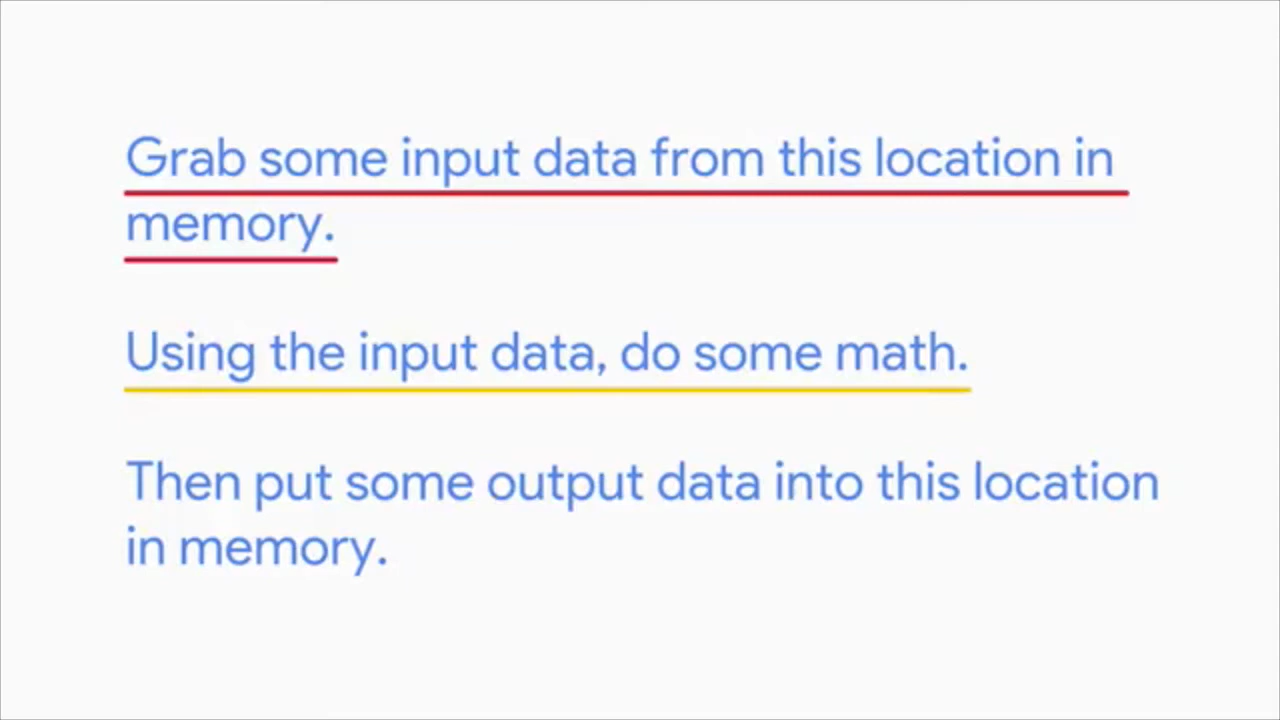 Grab some input data from this location in
memory.
Using the input data, do some math.
Then put some output data into this location
in memory.